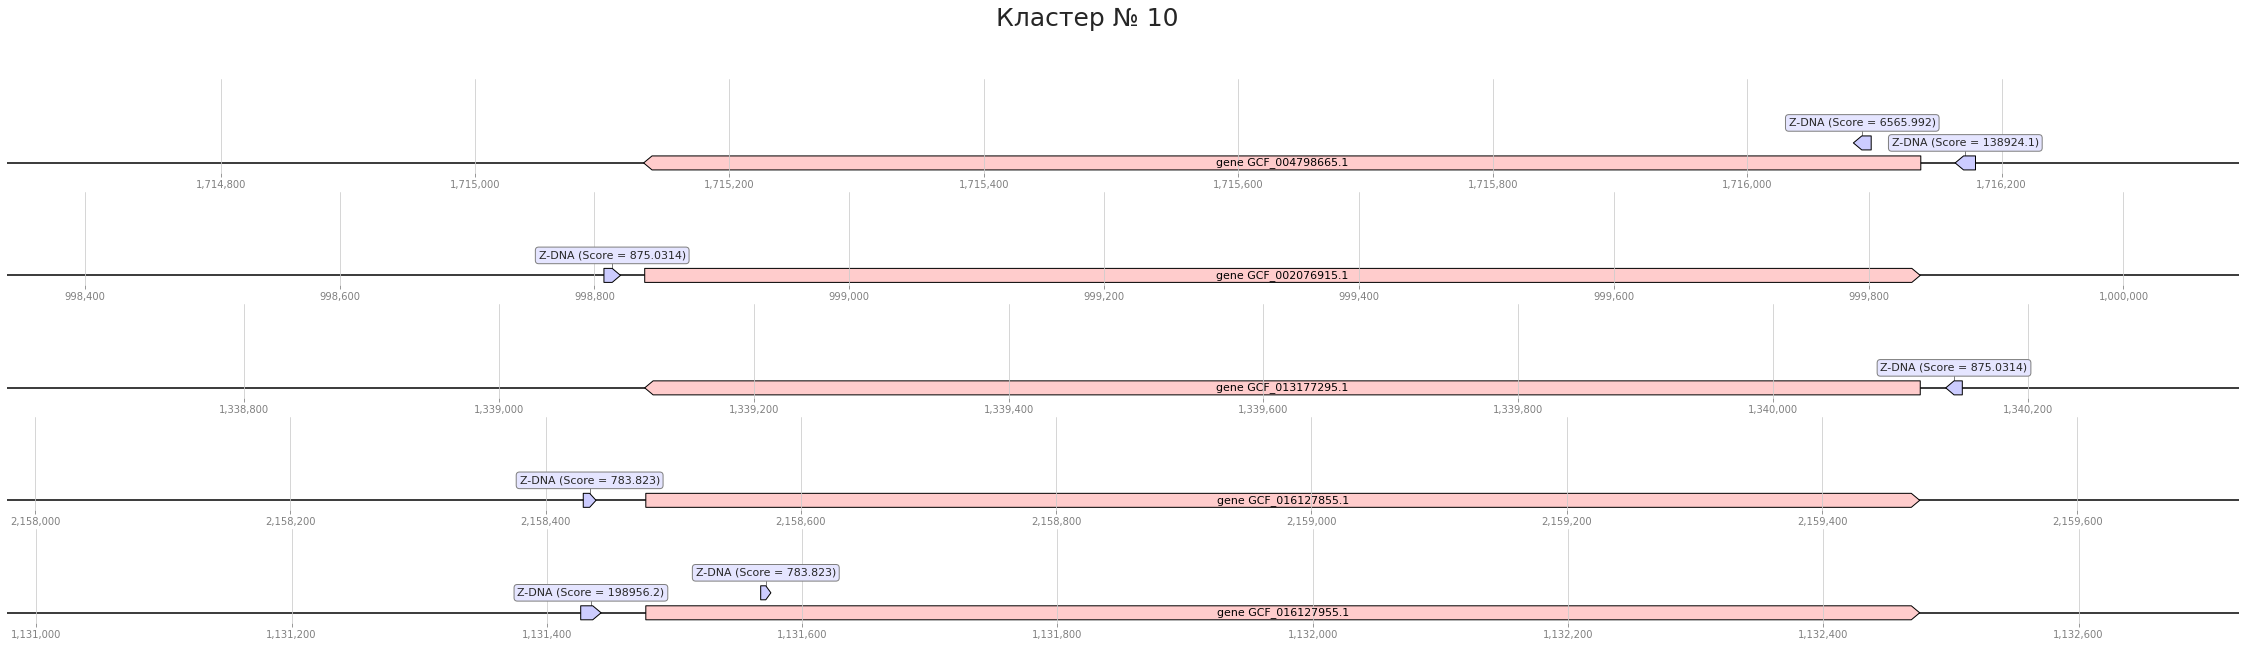 Кластер № 10
Z-DNA (Score = 6565.992)
Z-DNA (Score = 138924.1)
gene GCF_004798665.1
1,714,800 1,715,000 1,715,200 1,715,400 1,715,600 1,715,800 1,716,000 1,716,200
Z-DNA (Score = 875.0314)
gene GCF_002076915.1
998,400 998,600 998,800 999,000 999,200 999,400 999,600 999,800 1,000,000
Z-DNA (Score = 875.0314)
gene GCF_013177295.1
1,338,800 1,339,000 1,339,200 1,339,400 1,339,600 1,339,800 1,340,000 1,340,200
Z-DNA (Score = 783.823)
gene GCF_016127855.1
2,158,000 2,158,200 2,158,400 2,158,600 2,158,800 2,159,000 2,159,200 2,159,400 2,159,600
Z-DNA (Score = 783.823)
Z-DNA (Score = 198956.2)
gene GCF_016127955.1
1,131,000 1,131,200 1,131,400 1,131,600 1,131,800 1,132,000 1,132,200 1,132,400 1,132,600